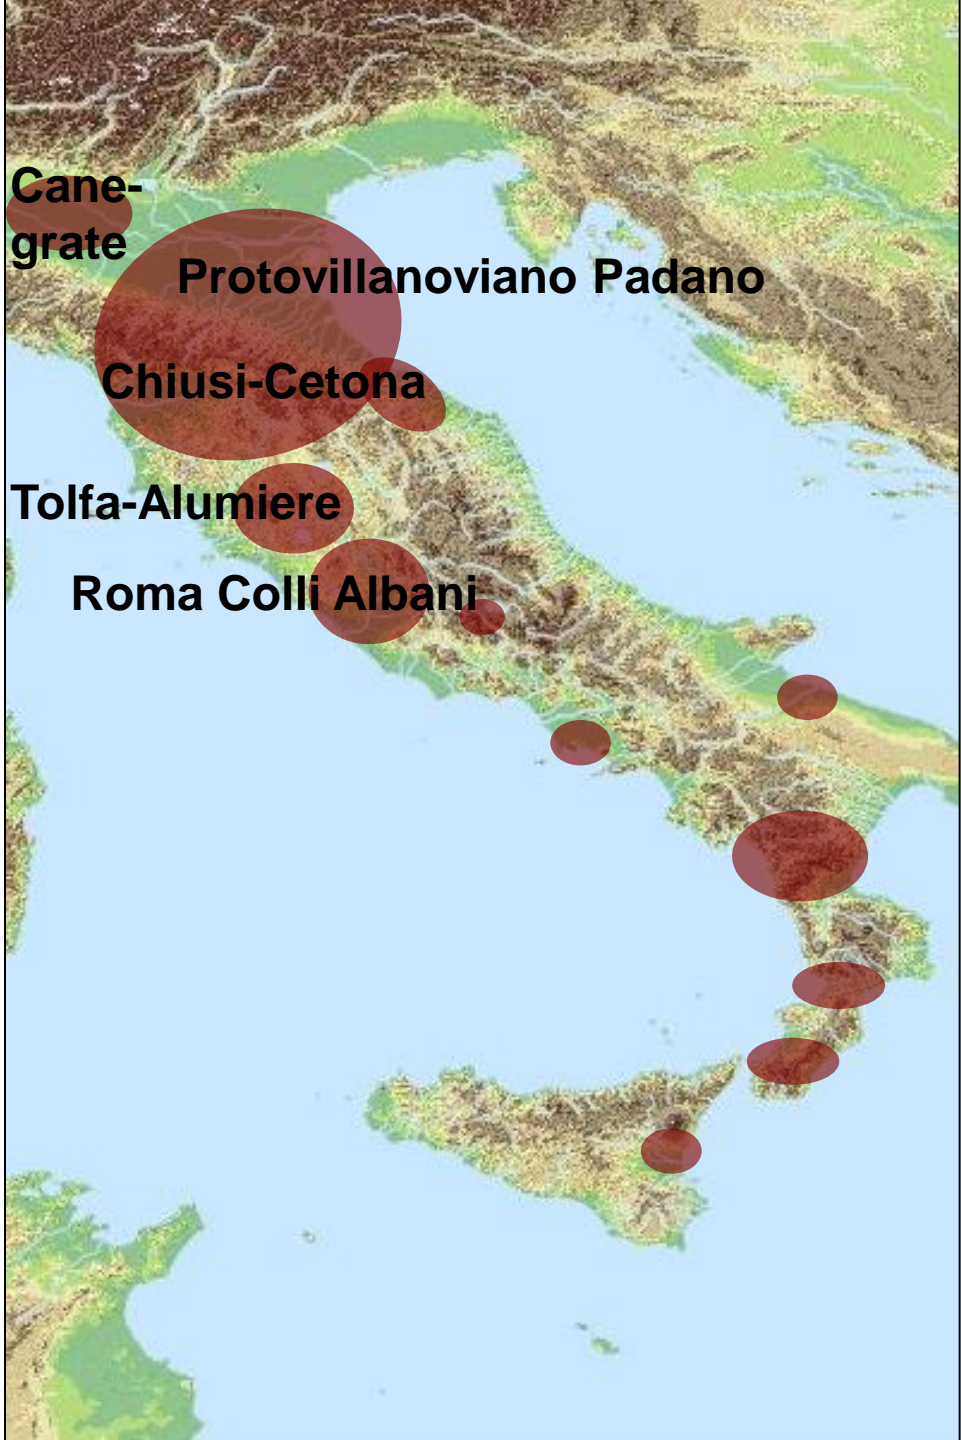 Cane-
grate
Protovillanoviano Padano
Chiusi-Cetona
Tolfa-Alumiere
Roma Colli Albani